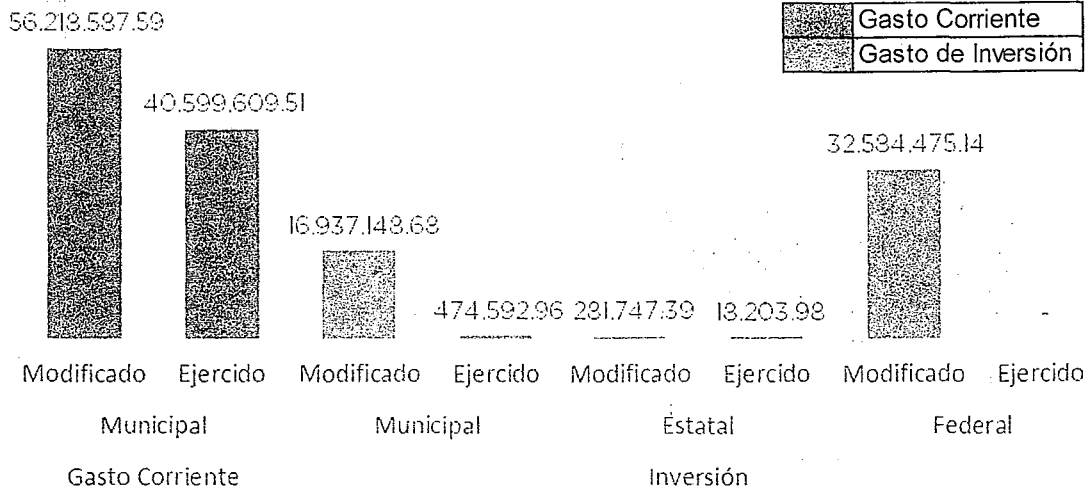 56.218.587.59
Gasto Corriente
Gasto de Inversión
40.599.609.51
32.584.475.14
16.937.148.68
474.592.96 281.747.39 18.203.98 -
Modificado Ejercido Modificado Ejercido Modificado Ejercido Modificado Ejercido
Municipal Municipal Estatal Federal
Gasto Corriente Inversión